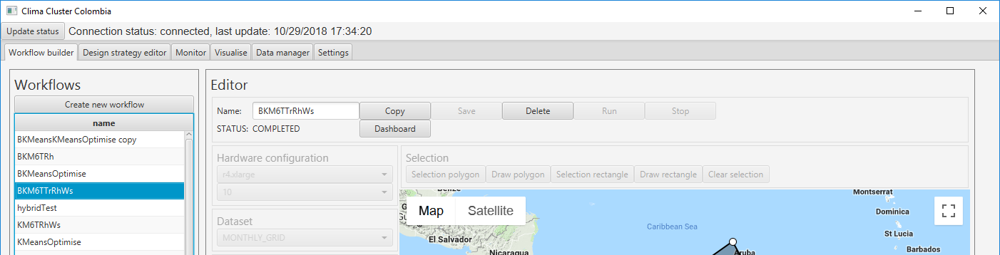 Clima Cluster Colombia
Update status Connection status: connected, last update: 10/29/2018 17:34:20
Workflow builder Design strategy editor Monitor Visualise Data manager Settings
Workflows
Create new workflow
name
BKMeansKMeansOptimise copy
BKM6TRh
BKMeansOptimise
BKM6TTrRhWs
hybridTest
KM6TRhWs
KMeansOptimise
Editor
Name: BKM6TTrRhWs Copy Save Delete Run Stop
STATUS: COMPLETED Dashboard
Hardware configuration
r4.xlarge
10
Dataset
MONTHLY_GRID
Selection
Selection polygon Draw polygon Selection rectangle Draw rectangle Clear selection
Belize
Montserrat
Map Satellite
Dominica
Caribbean Sea
St Lucia
El Salvador
Barbados
Nicaragua
Aruba